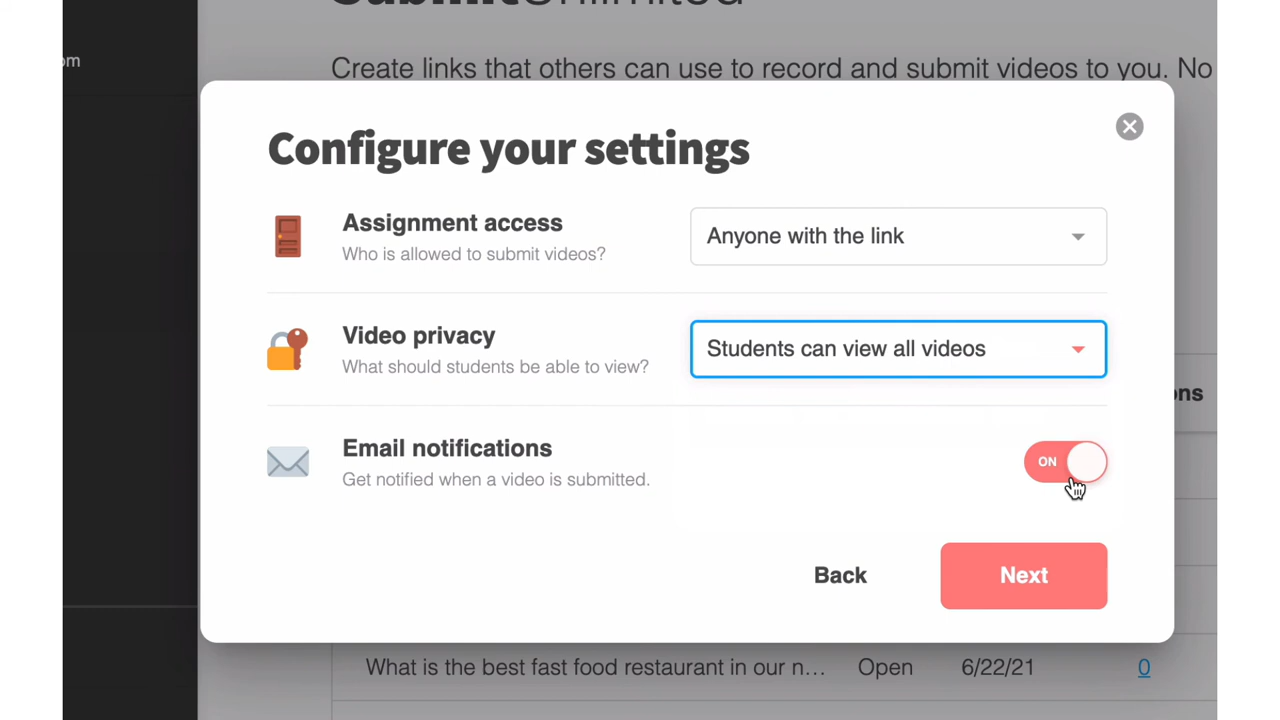 SubmitUnlimited
om
Create links that others can use to record and submit videos to you. No
Configure your settings
Assignment access
Who is allowed to submit videos?
Anyone with the link
Video privacy
What should students be able to view?
Students can view all videos
ons
Email notifications
Get notified when a video is submitted.
ON
Back
Next
What is the best fast food restaurant in our n... Open 6/22/21 0